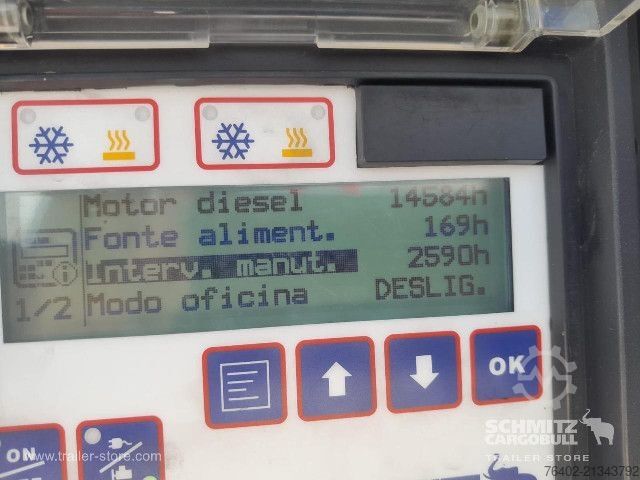 Motor diesel 14584h
Fonte aliment. 169h
Interv. manut. 2590h
1/2 Modo oficina DESLIG.
OK
ON
www.trailer-store.com
SCHMITZ
CARGOBULL
TRAILER STORE
76402-21343792